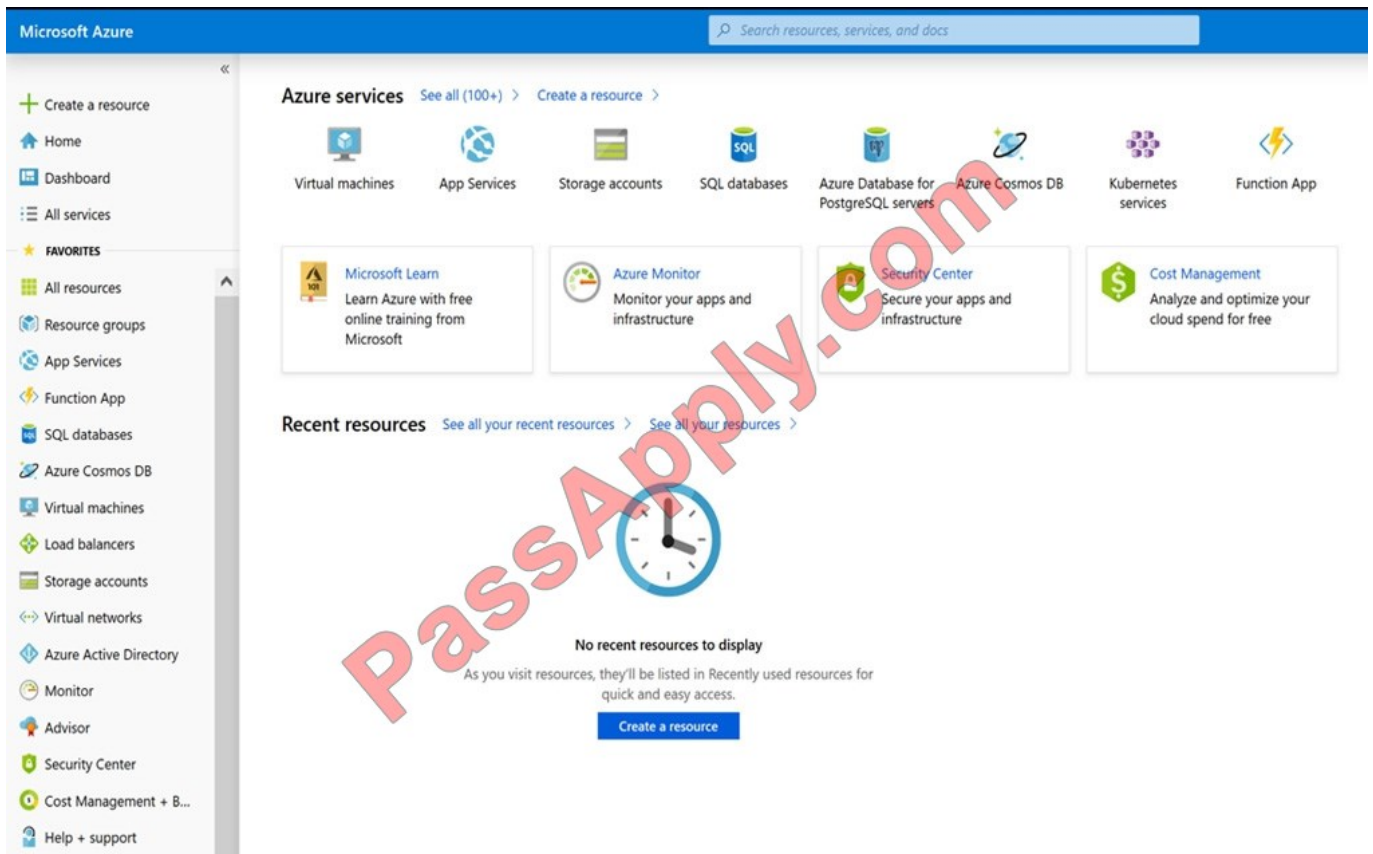 Microsoft Azure
Search resources, services, and docs
«
Create a resource
Home
Dashboard
All services
FAVORITES
All resources
Resource groups
App Services
Function App
SQL databases
Azure Cosmos DB
Virtual machines
Load balancers
Storage accounts
Virtual networks
Azure Active Directory
Monitor
Advisor
Security Center
Cost Management + B...
Help + support
Azure services See all (100+) > Create a resource >
SQL
Virtual machines App Services Storage accounts SQL databases Azure Database for Azure Cosmos DB Kubernetes Function App
PostgreSQL servers services
101
Microsoft Learn
Learn Azure with free
online training from
Microsoft
Azure Monitor
Monitor your apps and
infrastructure
Security Center
Secure your apps and
infrastructure
$
Cost Management
Analyze and optimize your
cloud spend for free
Recent resources See all your recent resources > See all your resources >
No recent resources to display
As you visit resources, they'll be listed in Recently used resources for
quick and easy access.
Create a resource
PassApply.com